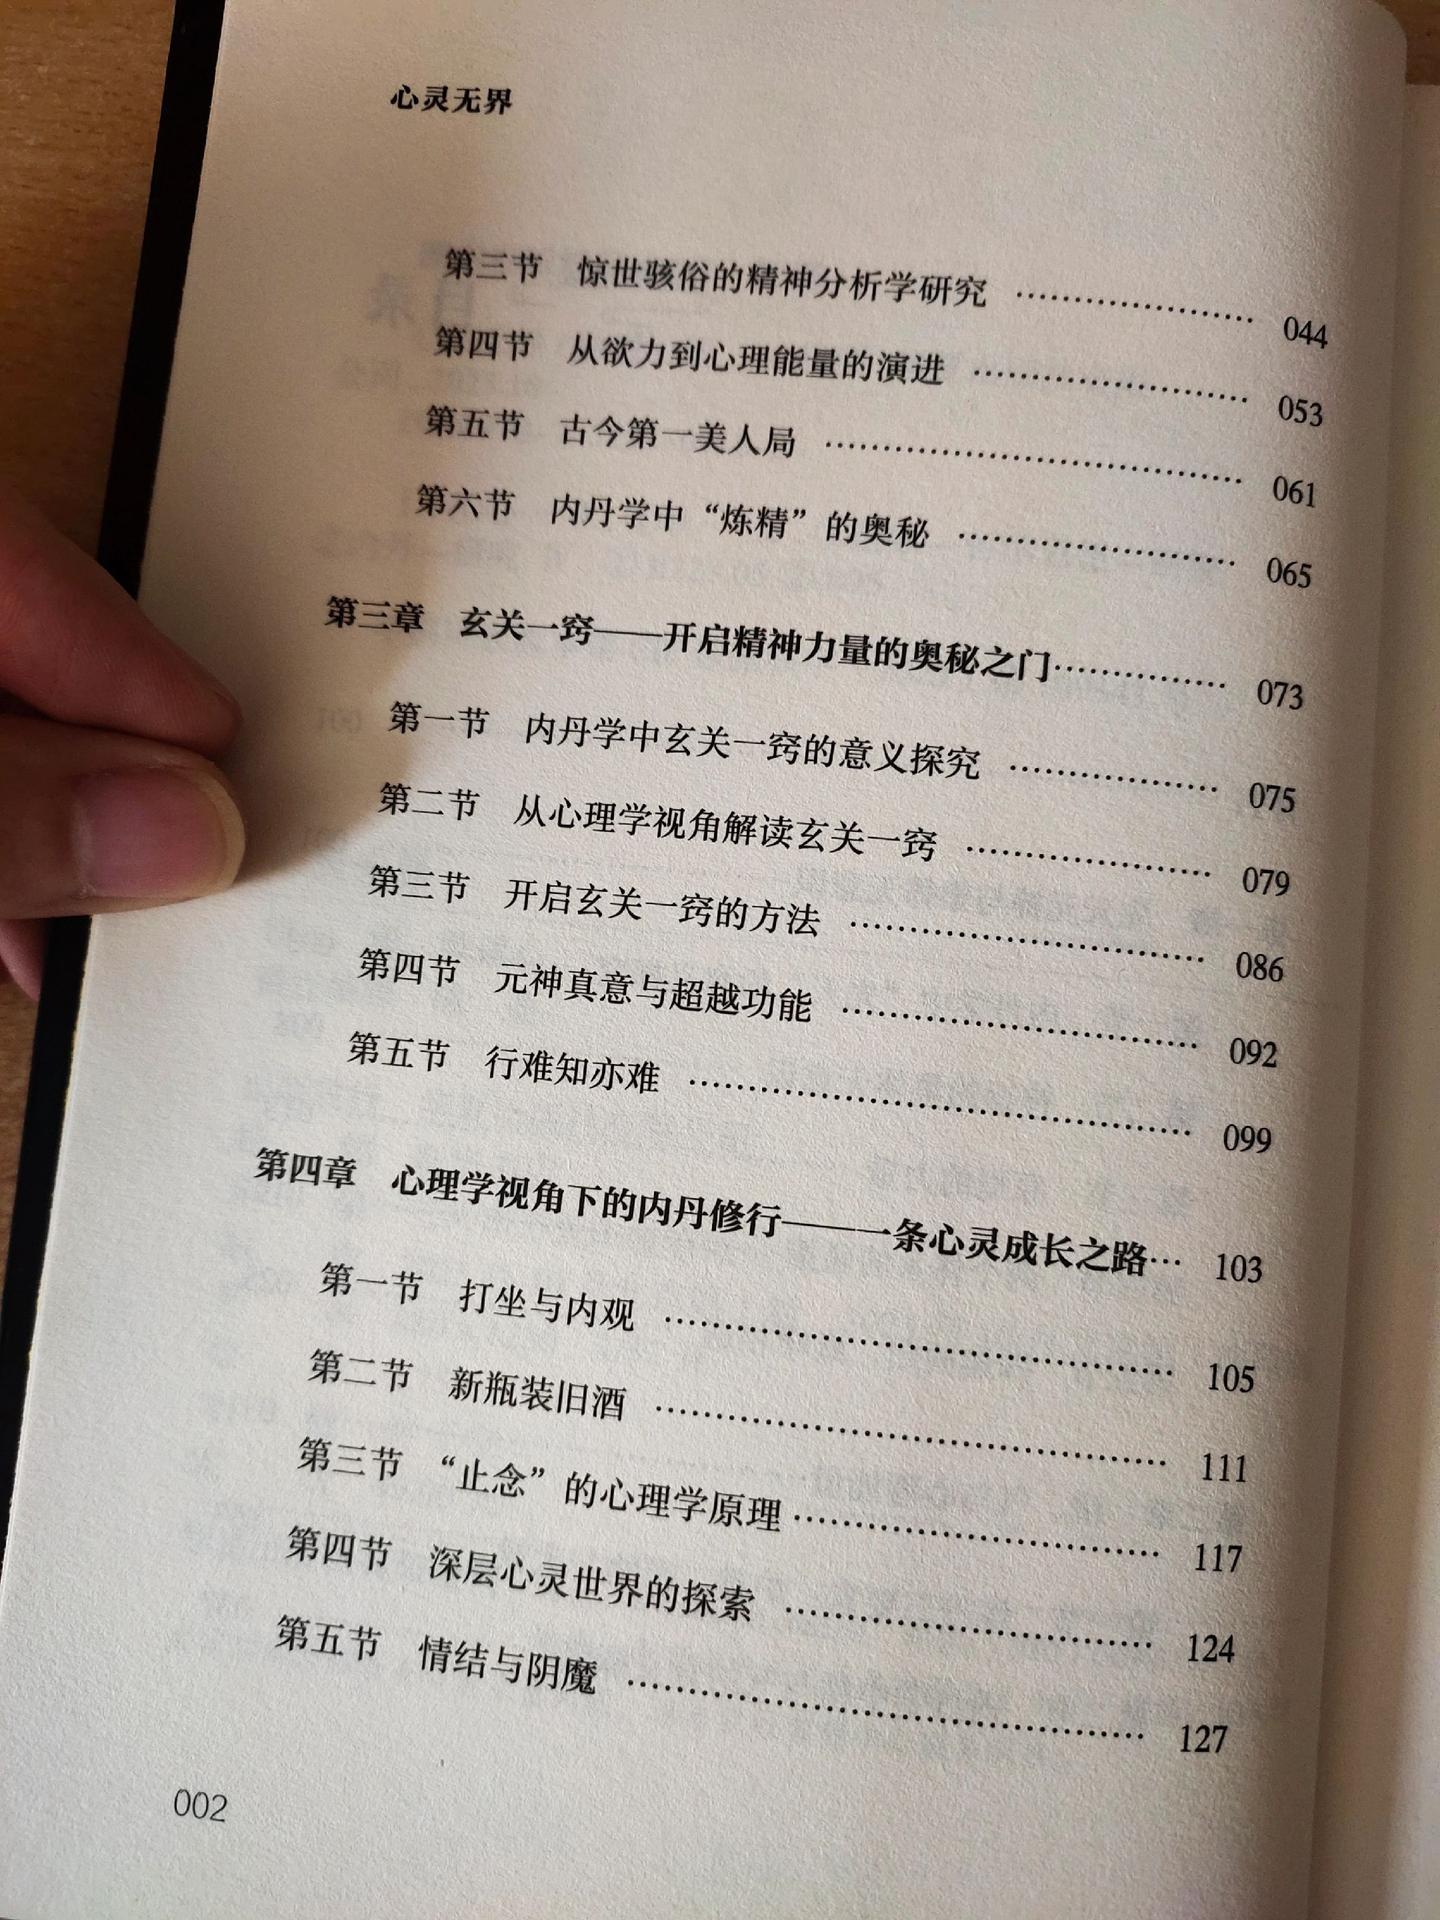 心灵无界
第三节 惊世骇俗的精神分析学研究 ………………… 044
第四节 从欲力到心理能量的演进 ……………………… 053
第五节 古今第一美人局 ………………………………… 061
第六节 内丹学中“炼精”的奥秘 ……………………… 065
第三章 玄关一窍——开启精神力量的奥秘之门…………… 073
第一节 内丹学中玄关一窍的意义探究 ……………… 075
第二节 从心理学视角解读玄关一窍 ………………… 079
第三节 开启玄关一窍的方法 ………………………… 086
第四节 元神真意与超越功能 ………………………… 092
第五节 行难知亦难 …………………………………… 099
第四章 心理学视角下的内丹修行——一条心灵成长之路… 103
第一节 打坐与内观 …………………………………… 105
第二节 新瓶装旧酒 …………………………………… 111
第三节 “止念”的心理学原理 ………………………… 117
第四节 深层心灵世界的探索 ………………………… 124
第五节 情结与阴魔 …………………………………… 127
002